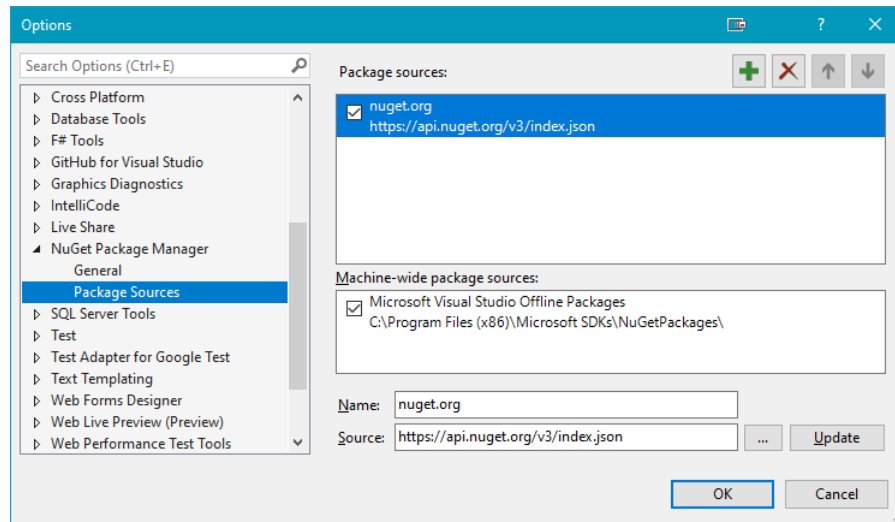 Options
?
Search Options (Ctrl+E)
Cross Platform
Database Tools
F# Tools
GitHub for Visual Studio
Graphics Diagnostics
IntelliCode
Live Share
NuGet Package Manager
General
Package Sources
SQL Server Tools
Test
Test Adapter for Google Test
Text Templating
Web Forms Designer
Web Live Preview (Preview)
Web Performance Test Tools
Package sources:
nuget.org
https://api.nuget.org/v3/index.json
Machine-wide package sources:
Microsoft Visual Studio Offline Packages
C:\Program Files (x86)\Microsoft SDKs\NuGetPackages\
Name: nuget.org
Source: https://api.nuget.org/v3/index.json ... Update
OK Cancel